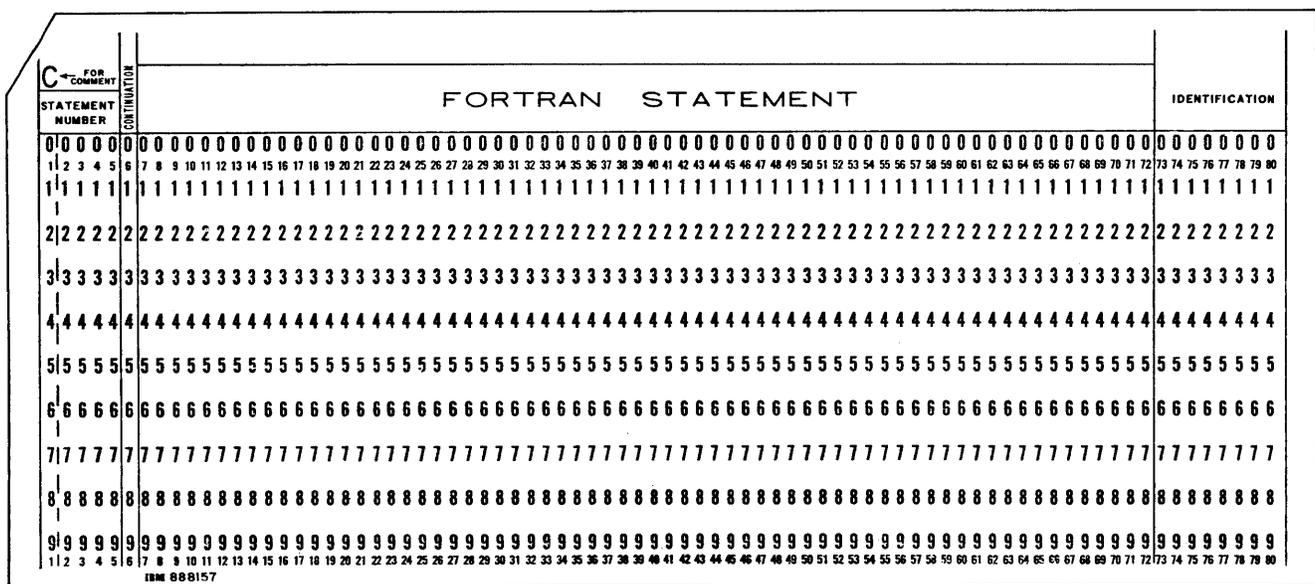 C ← FOR
COMMENT
STATEMENT
NUMBER
CONTINUATION
FORTRAN STATEMENT
IDENTIFICATION
0 0 0 0 0 0 0 0 0 0 0 0 0 0 0 0 0 0 0 0 0 0 0 0 0 0 0 0 0 0 0 0 0 0 0 0 0 0 0 0 0 0 0 0 0 0 0 0 0 0 0 0 0 0 0 0 0 0 0 0 0 0 0 0 0 0 0 0 0 0 0 0 0 0 0 0 0 0 0 0
1 2 3 4 5 6 7 8 9 10 11 12 13 14 15 16 17 18 19 20 21 22 23 24 25 26 27 28 29 30 31 32 33 34 35 36 37 38 39 40 41 42 43 44 45 46 47 48 49 50 51 52 53 54 55 56 57 58 59 60 61 62 63 64 65 66 67 68 69 70 71 72 73 74 75 76 77 78 79 80
1 1 1 1 1 1 1 1 1 1 1 1 1 1 1 1 1 1 1 1 1 1 1 1 1 1 1 1 1 1 1 1 1 1 1 1 1 1 1 1 1 1 1 1 1 1 1 1 1 1 1 1 1 1 1 1 1 1 1 1 1 1 1 1 1 1 1 1 1 1 1 1 1 1 1 1 1 1 1 1
2 2 2 2 2 2 2 2 2 2 2 2 2 2 2 2 2 2 2 2 2 2 2 2 2 2 2 2 2 2 2 2 2 2 2 2 2 2 2 2 2 2 2 2 2 2 2 2 2 2 2 2 2 2 2 2 2 2 2 2 2 2 2 2 2 2 2 2 2 2 2 2 2 2 2 2 2 2 2 2
3 3 3 3 3 3 3 3 3 3 3 3 3 3 3 3 3 3 3 3 3 3 3 3 3 3 3 3 3 3 3 3 3 3 3 3 3 3 3 3 3 3 3 3 3 3 3 3 3 3 3 3 3 3 3 3 3 3 3 3 3 3 3 3 3 3 3 3 3 3 3 3 3 3 3 3 3 3 3 3
4 4 4 4 4 4 4 4 4 4 4 4 4 4 4 4 4 4 4 4 4 4 4 4 4 4 4 4 4 4 4 4 4 4 4 4 4 4 4 4 4 4 4 4 4 4 4 4 4 4 4 4 4 4 4 4 4 4 4 4 4 4 4 4 4 4 4 4 4 4 4 4 4 4 4 4 4 4 4 4
5 5 5 5 5 5 5 5 5 5 5 5 5 5 5 5 5 5 5 5 5 5 5 5 5 5 5 5 5 5 5 5 5 5 5 5 5 5 5 5 5 5 5 5 5 5 5 5 5 5 5 5 5 5 5 5 5 5 5 5 5 5 5 5 5 5 5 5 5 5 5 5 5 5 5 5 5 5 5 5
6 6 6 6 6 6 6 6 6 6 6 6 6 6 6 6 6 6 6 6 6 6 6 6 6 6 6 6 6 6 6 6 6 6 6 6 6 6 6 6 6 6 6 6 6 6 6 6 6 6 6 6 6 6 6 6 6 6 6 6 6 6 6 6 6 6 6 6 6 6 6 6 6 6 6 6 6 6 6 6
7 7 7 7 7 7 7 7 7 7 7 7 7 7 7 7 7 7 7 7 7 7 7 7 7 7 7 7 7 7 7 7 7 7 7 7 7 7 7 7 7 7 7 7 7 7 7 7 7 7 7 7 7 7 7 7 7 7 7 7 7 7 7 7 7 7 7 7 7 7 7 7 7 7 7 7 7 7 7 7
8 8 8 8 8 8 8 8 8 8 8 8 8 8 8 8 8 8 8 8 8 8 8 8 8 8 8 8 8 8 8 8 8 8 8 8 8 8 8 8 8 8 8 8 8 8 8 8 8 8 8 8 8 8 8 8 8 8 8 8 8 8 8 8 8 8 8 8 8 8 8 8 8 8 8 8 8 8 8 8
9 9 9 9 9 9 9 9 9 9 9 9 9 9 9 9 9 9 9 9 9 9 9 9 9 9 9 9 9 9 9 9 9 9 9 9 9 9 9 9 9 9 9 9 9 9 9 9 9 9 9 9 9 9 9 9 9 9 9 9 9 9 9 9 9 9 9 9 9 9 9 9 9 9 9 9 9 9 9 9
1 2 3 4 5 6 7 8 9 10 11 12 13 14 15 16 17 18 19 20 21 22 23 24 25 26 27 28 29 30 31 32 33 34 35 36 37 38 39 40 41 42 43 44 45 46 47 48 49 50 51 52 53 54 55 56 57 58 59 60 61 62 63 64 65 66 67 68 69 70 71 72 73 74 75 76 77 78 79 80
IBM 888157